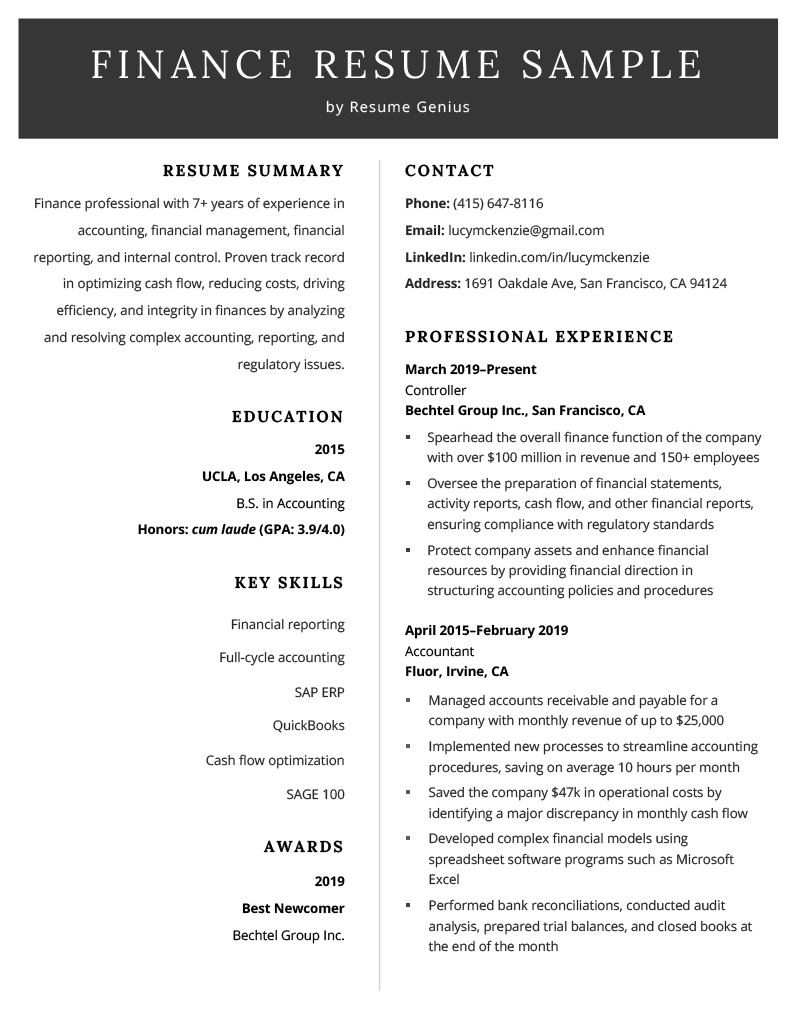 FINANCE RESUME SAMPLE
by Resume Genius
RESUME SUMMARY
Finance professional with 7+ years of experience in
accounting, financial management, financial
reporting, and internal control. Proven track record
in optimizing cash flow, reducing costs, driving
efficiency, and integrity in finances by analyzing
and resolving complex accounting, reporting, and
regulatory issues.
EDUCATION
2015
UCLA, Los Angeles, CA
B.S. in Accounting
Honors: cum laude (GPA: 3.9/4.0)
KEY SKILLS
Financial reporting
Full-cycle accounting
SAP ERP
QuickBooks
Cash flow optimization
SAGE 100
AWARDS
2019
Best Newcomer
Bechtel Group Inc.
CONTACT
Phone: (415) 647-8116
Email: lucymckenzie@gmail.com
LinkedIn: linkedin.com/in/lucymckenzie
Address: 1691 Oakdale Ave, San Francisco, CA 94124
PROFESSIONAL EXPERIENCE
March 2019–Present
Controller
Bechtel Group Inc., San Francisco, CA
▪ Spearhead the overall finance function of the company
with over $100 million in revenue and 150+ employees
▪ Oversee the preparation of financial statements,
activity reports, cash flow, and other financial reports,
ensuring compliance with regulatory standards
▪ Protect company assets and enhance financial
resources by providing financial direction in
structuring accounting policies and procedures
April 2015–February 2019
Accountant
Fluor, Irvine, CA
▪ Managed accounts receivable and payable for a
company with monthly revenue of up to $25,000
▪ Implemented new processes to streamline accounting
procedures, saving on average 10 hours per month
▪ Saved the company $47k in operational costs by
identifying a major discrepancy in monthly cash flow
▪ Developed complex financial models using
spreadsheet software programs such as Microsoft
Excel
▪ Performed bank reconciliations, conducted audit
analysis, prepared trial balances, and closed books at
the end of the month